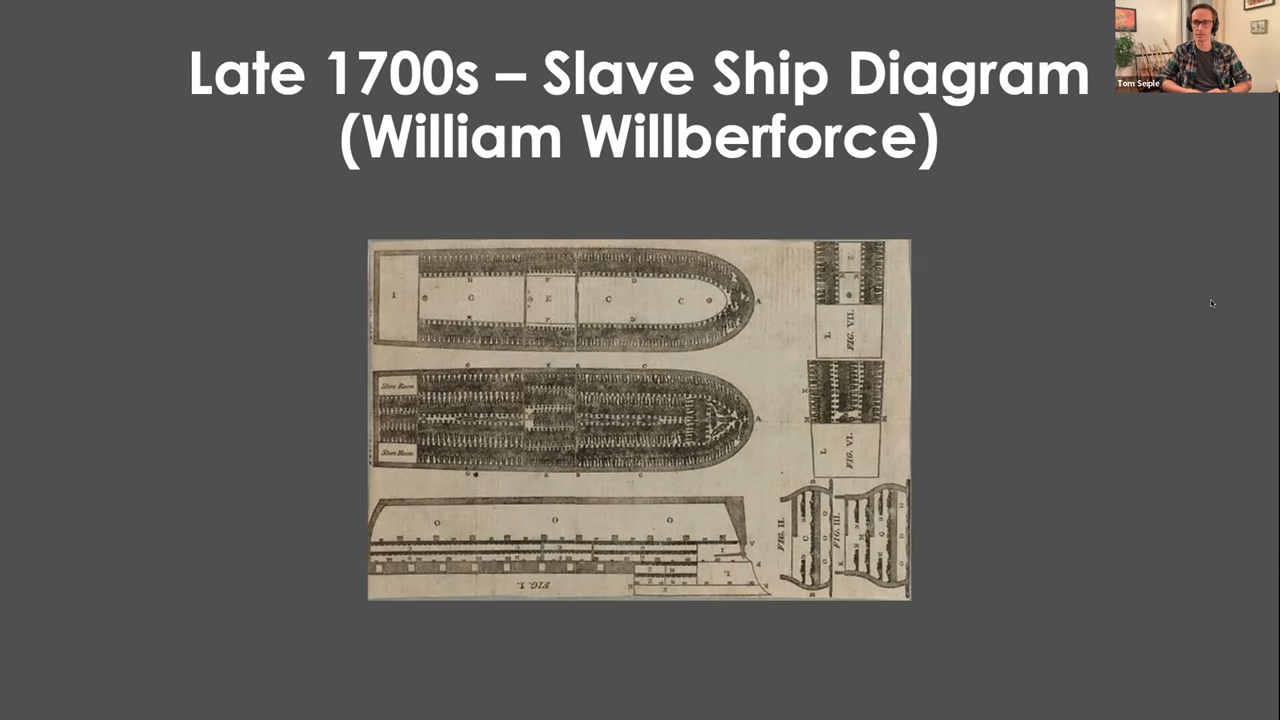 Late 1700s – Slave Ship Diagram
(William Willberforce)
Tom Seiple
I
G
E
C
C
A
Store Room
Store Room
A
O
O
O
FIG. I.
L
FIG. VII.
L
FIG. VI.
FIG. II.
FIG. III.